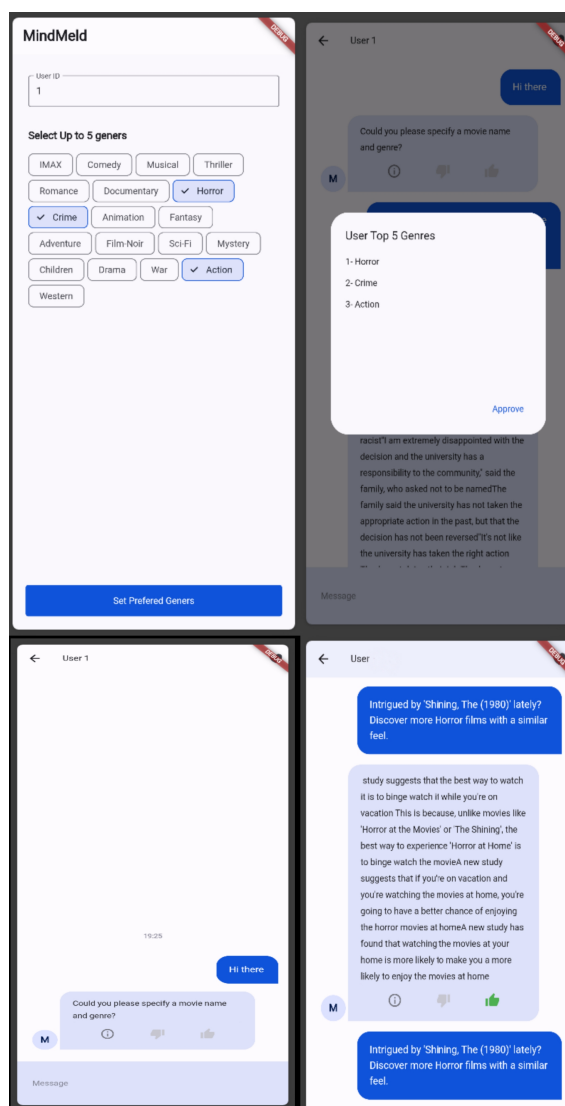 MindMeld
DEBUG
User ID
1
Select Up to 5 geners
IMAX
Comedy
Musical
Thriller
Romance
Documentary
Horror
Crime
Animation
Fantasy
Adventure
Film-Noir
Sci-Fi
Mystery
Children
Drama
War
Action
Western
Set Prefered Geners
User 1
DEBUG
Hi there
Could you please specify a movie name
and genre?
M
User Top 5 Genres
1- Horror
2- Crime
3- Action
Approve
racist"I am extremely disappointed with the
decision and the university has a
responsibility to the community," said the
family, who asked not to be namedThe
family said the university has not taken the
appropriate action in the past, but that the
decision has not been reversed"It's not like
the university has taken the right action
Message
User 1
DEBUG
19:25
Hi there
Could you please specify a movie name
and genre?
M
Message
User
DEBUG
Intrigued by 'Shining, The (1980)' lately?
Discover more Horror films with a similar
feel.
study suggests that the best way to watch
it is to binge watch it while you're on
vacation This is because, unlike movies like
'Horror at the Movies' or 'The Shining', the
best way to experience 'Horror at Home' is
to binge watch the movieA new study
suggests that if you're on vacation and
you're watching the movies at home, you're
going to have a better chance of enjoying
the horror movies at homeA new study has
found that watching the movies at your
home is more likely to make you a more
likely to enjoy the movies at home
M
Intrigued by 'Shining, The (1980)' lately?
Discover more Horror films with a similar
feel.